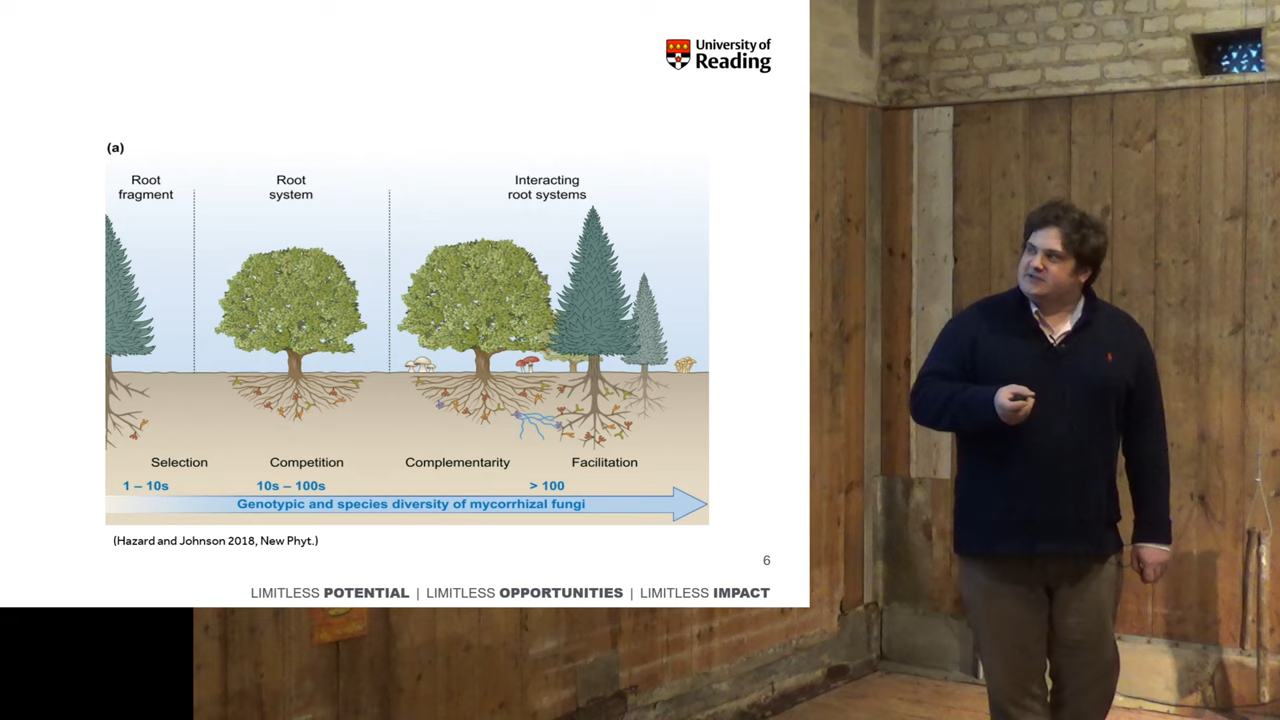 University of
Reading
(a)
Root
fragment
Root
system
Interacting
root systems
Selection
Competition
Complementarity
Facilitation
1 – 10s
10s – 100s
> 100
Genotypic and species diversity of mycorrhizal fungi
(Hazard and Johnson 2018, New Phyt.)
6
LIMITLESS POTENTIAL | LIMITLESS OPPORTUNITIES | LIMITLESS IMPACT